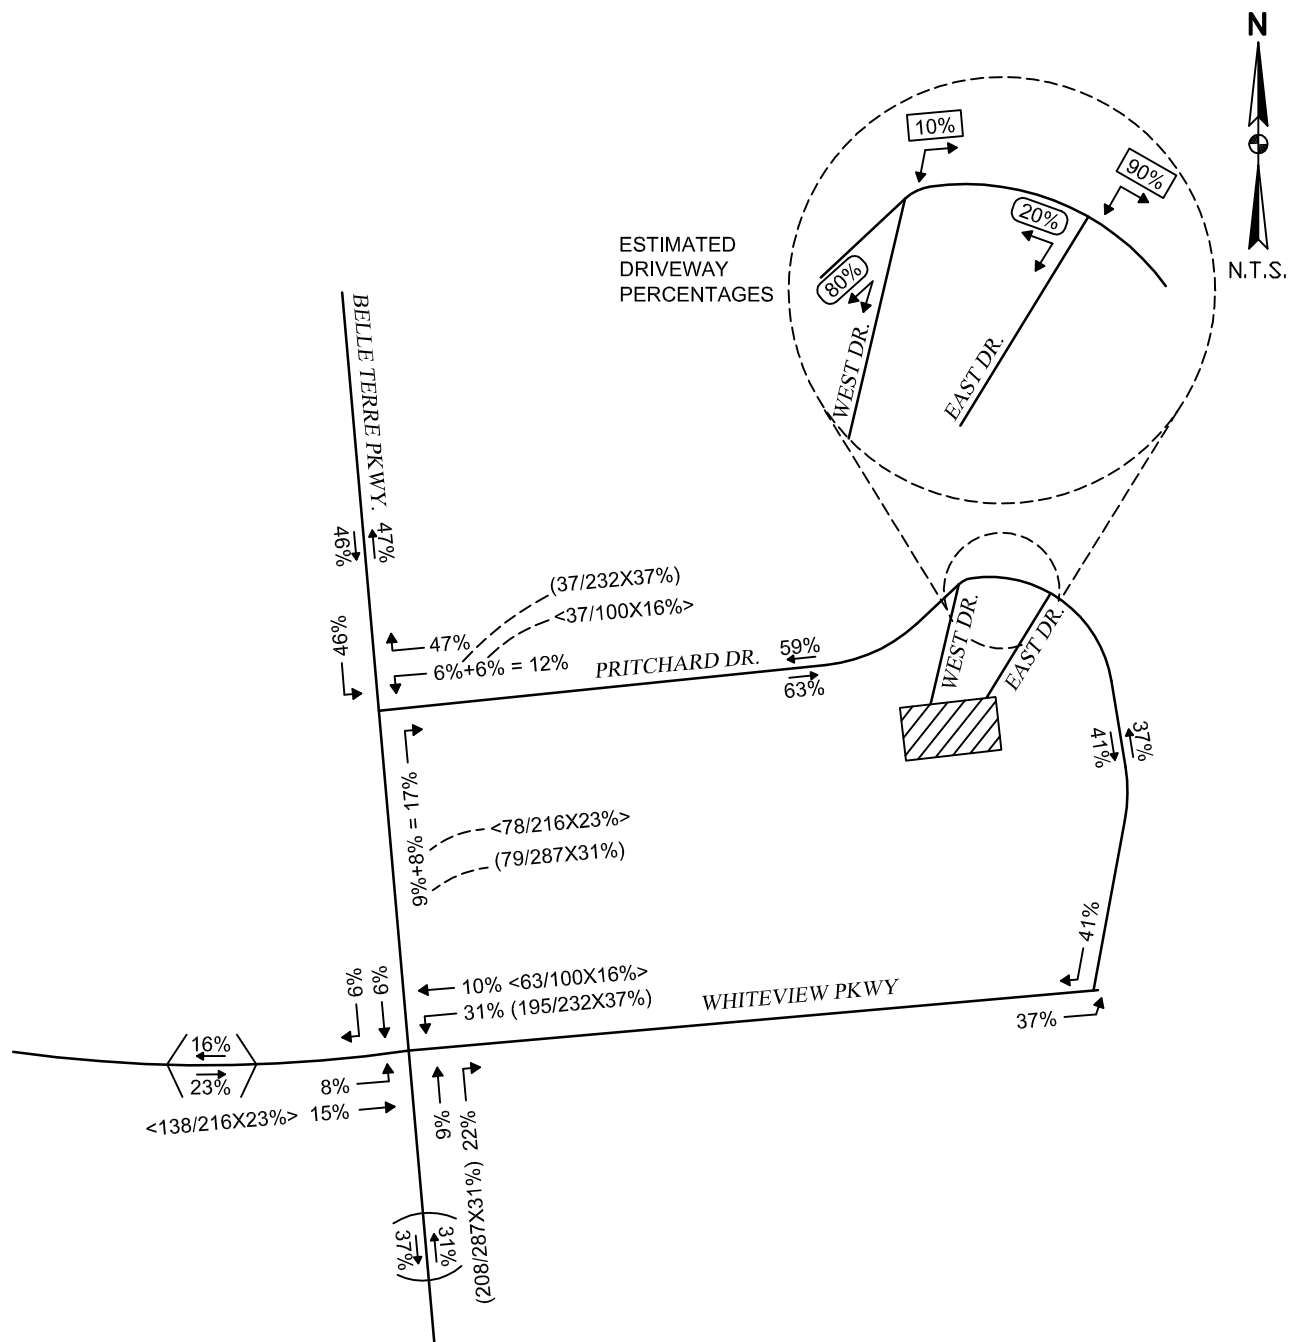 N
N.T.S.
10%
90%
20%
80%
ESTIMATED
DRIVEWAY
PERCENTAGES
WEST DR.
EAST DR.
BELLE TERRE PKWY.
46%
47%
(37/232X37%)
<37/100X16%>
46%
47%
6%+6% = 12%
PRITCHARD DR.
59%
63%
WEST DR.
EAST DR.
41%
37%
9%+8% = 17%
<78/216X23%>
(79/287X31%)
41%
37%
6%
6%
10% <63/100X16%>
31% (195/232X37%)
WHITEVIEW PKWY
16%
23%
8%
<138/216X23%> 15%
9%
(208/287X31%) 22%
37%
31%